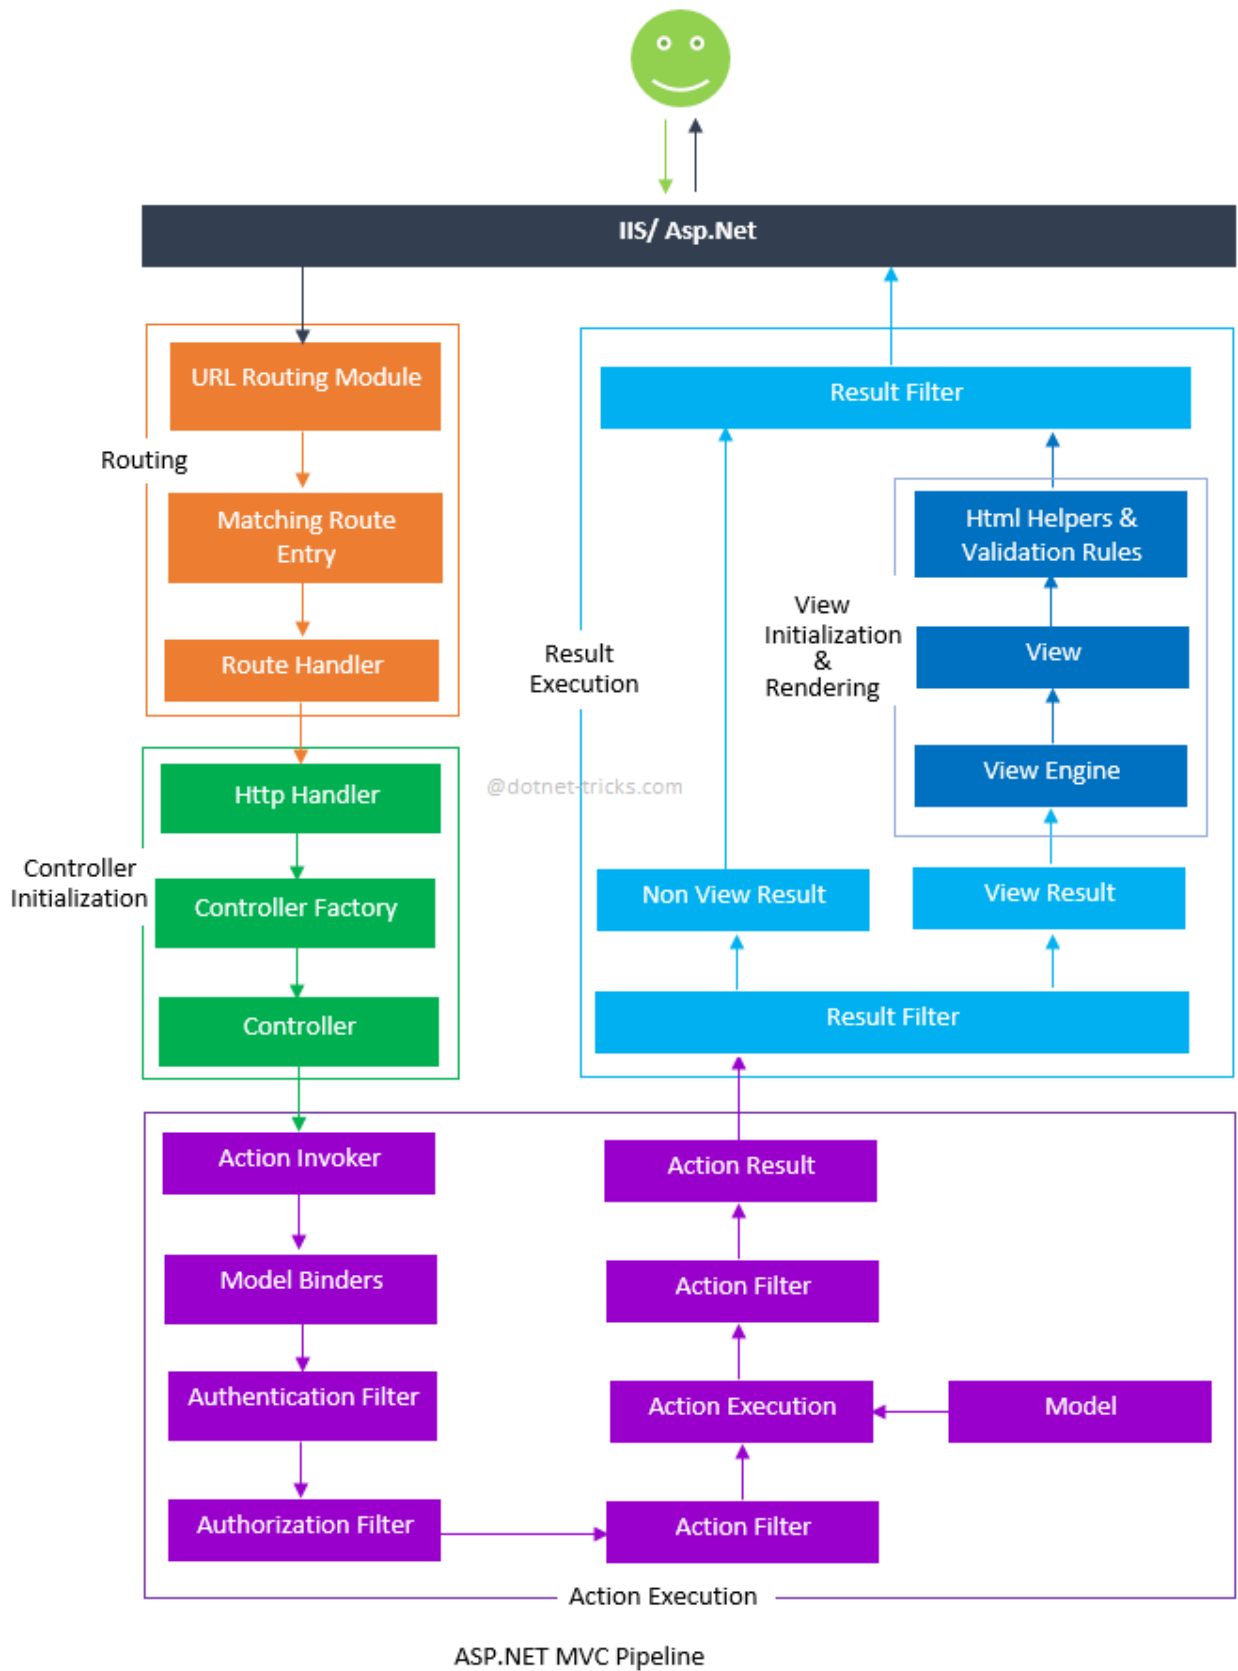 IIS/ Asp.Net
URL Routing Module
Routing
Matching Route
Entry
Route Handler
Http Handler
Controller
Initialization
Controller Factory
Controller
Action Invoker
Model Binders
Authentication Filter
Authorization Filter
Action Filter
Action Execution
Model
Action Filter
Action Result
Action Execution
Result Filter
Non View Result
View Result
View Engine
View
Html Helpers &
Validation Rules
View
Initialization
&
Rendering
Result
Execution
Result Filter
@dotnet-tricks.com
ASP.NET MVC Pipeline